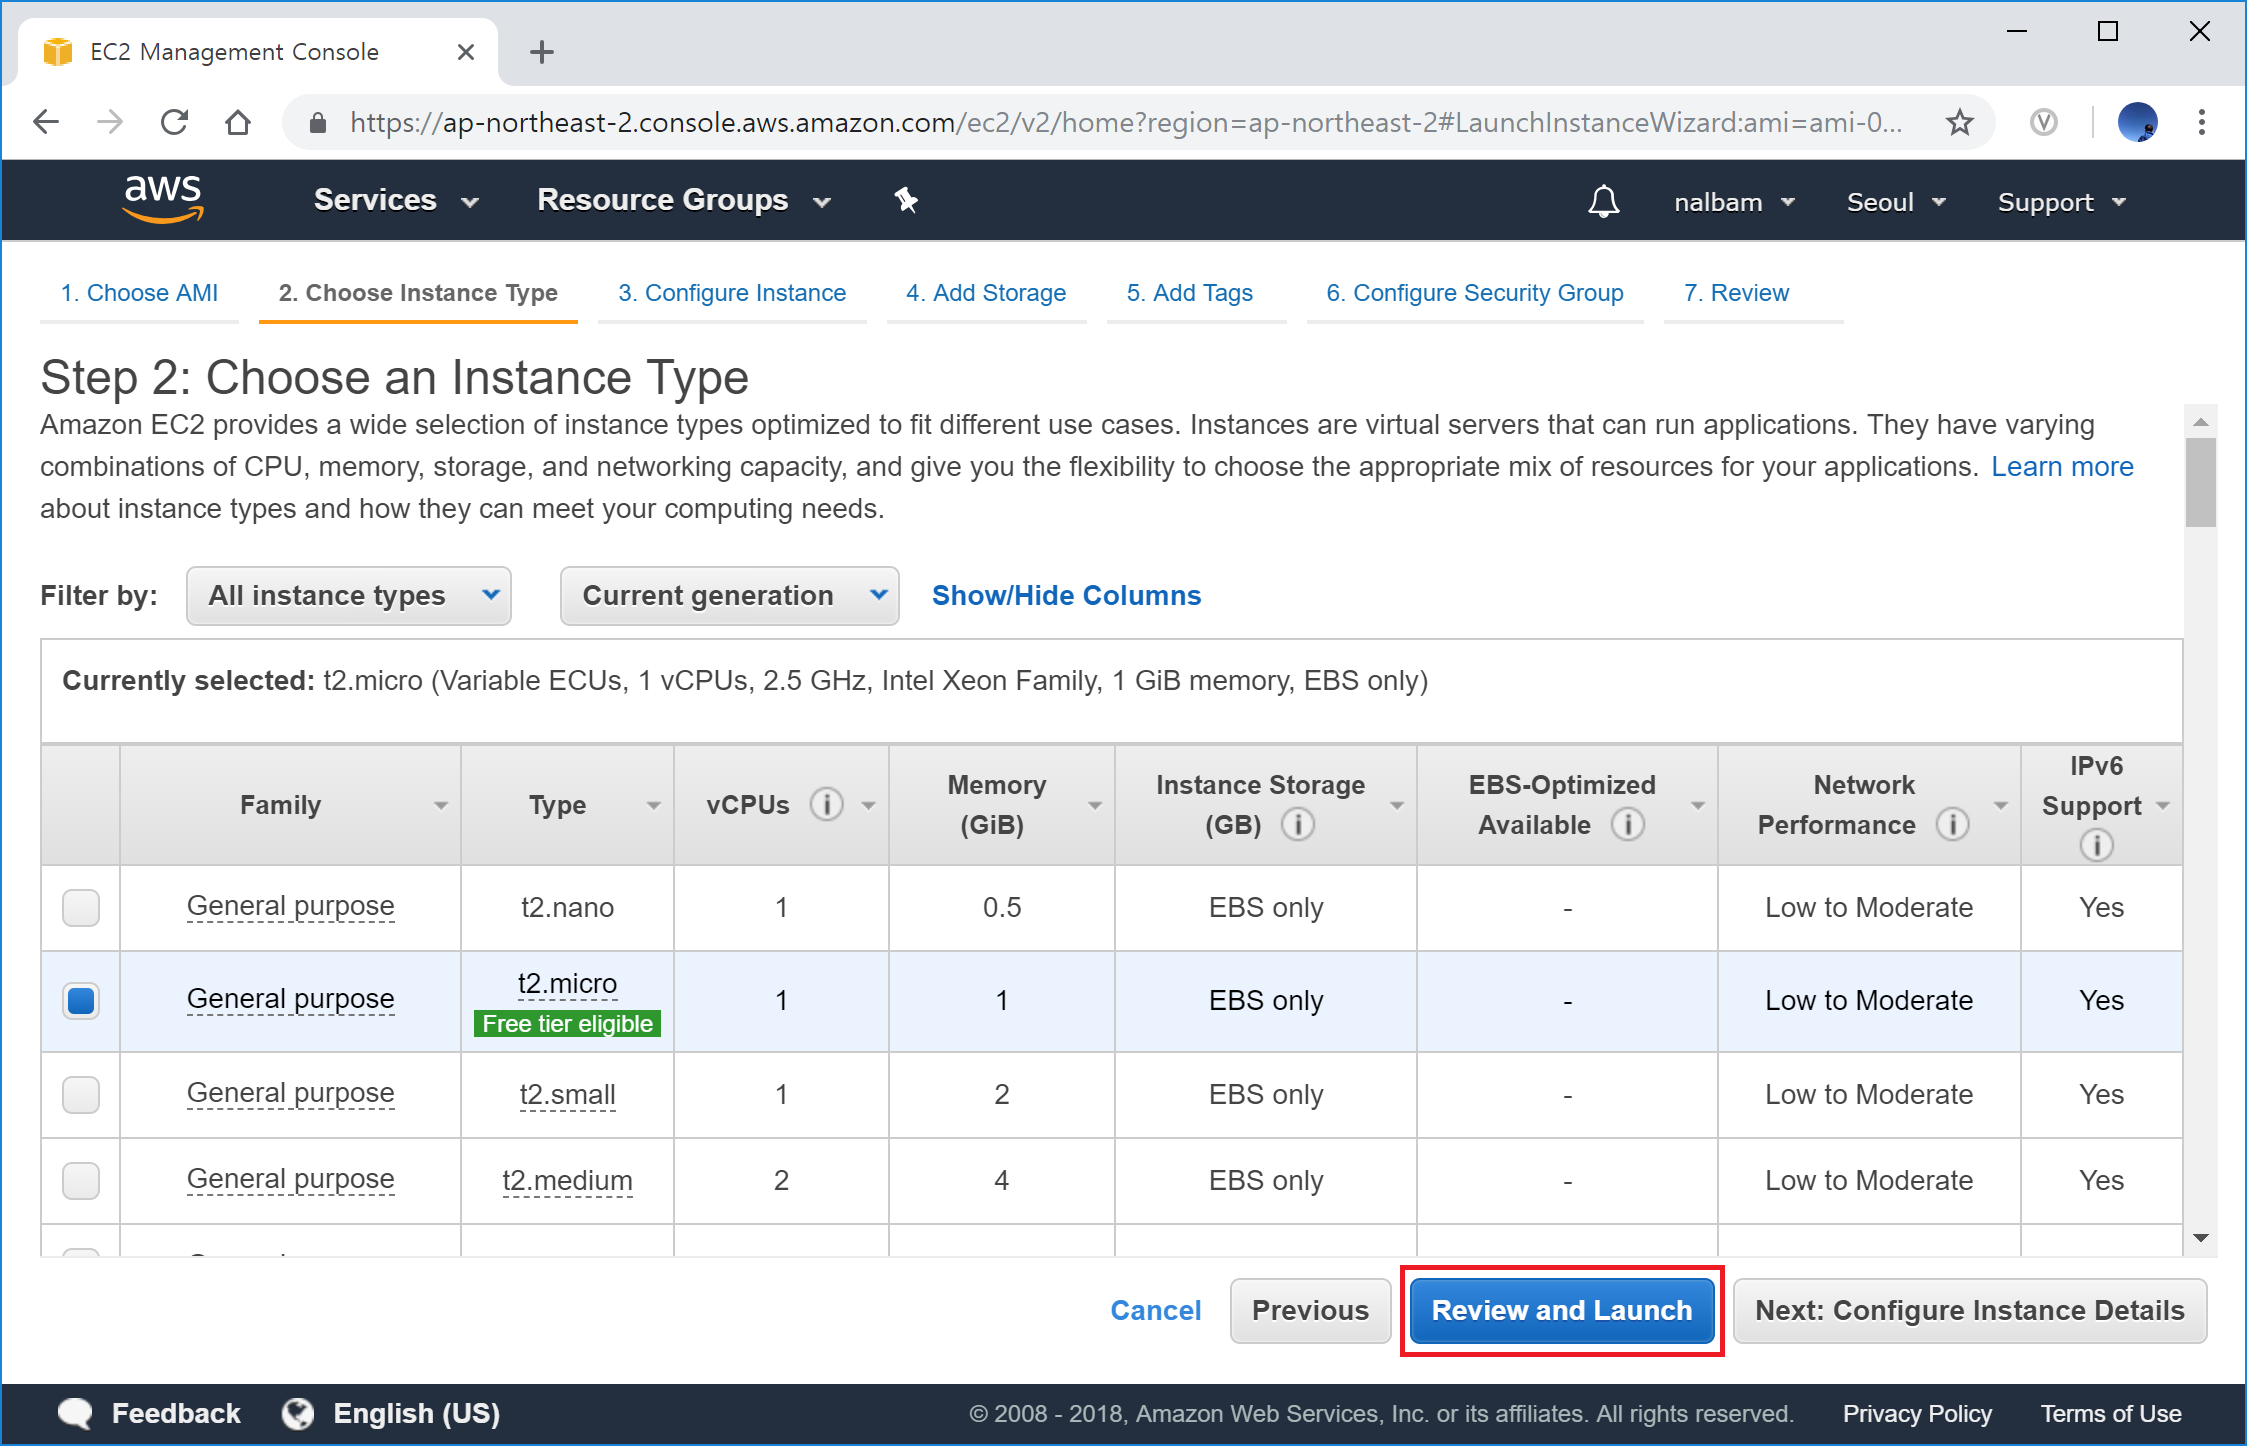 EC2 Management Console
https://ap-northeast-2.console.aws.amazon.com/ec2/v2/home?region=ap-northeast-2#LaunchInstanceWizard:ami=ami-0...
aws Services Resource Groups nalbam Seoul Support
1. Choose AMI 2. Choose Instance Type 3. Configure Instance 4. Add Storage 5. Add Tags 6. Configure Security Group 7. Review
Step 2: Choose an Instance Type
Amazon EC2 provides a wide selection of instance types optimized to fit different use cases. Instances are virtual servers that can run applications. They have varying
combinations of CPU, memory, storage, and networking capacity, and give you the flexibility to choose the appropriate mix of resources for your applications. Learn more
about instance types and how they can meet your computing needs.
Filter by: All instance types Current generation Show/Hide Columns
Currently selected: t2.micro (Variable ECUs, 1 vCPUs, 2.5 GHz, Intel Xeon Family, 1 GiB memory, EBS only)
Family Type vCPUs Memory (GiB) Instance Storage (GB) EBS-Optimized Available Network Performance IPv6 Support
General purpose t2.nano 1 0.5 EBS only - Low to Moderate Yes
General purpose t2.micro Free tier eligible 1 1 EBS only - Low to Moderate Yes
General purpose t2.small 1 2 EBS only - Low to Moderate Yes
General purpose t2.medium 2 4 EBS only - Low to Moderate Yes
Cancel Previous Review and Launch Next: Configure Instance Details
Feedback English (US) © 2008 - 2018, Amazon Web Services, Inc. or its affiliates. All rights reserved. Privacy Policy Terms of Use